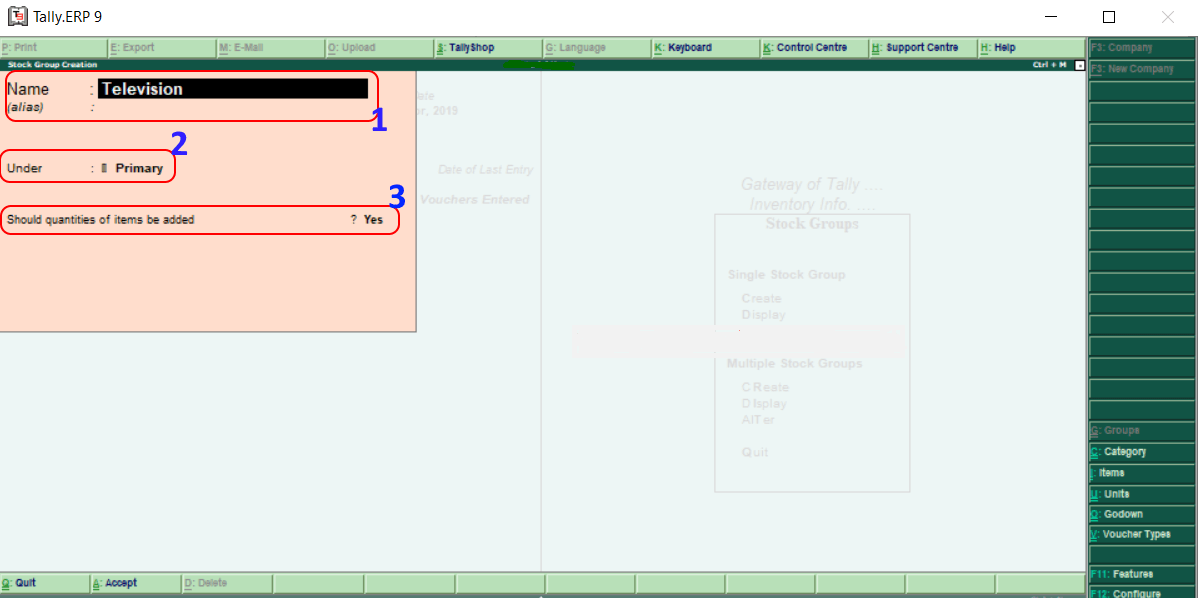 Tally.ERP 9
P: Print E: Export M: E-Mail O: Upload S: TallyShop G: Language K: Keyboard K: Control Centre H: Support Centre H: Help
F3: Company
Stock Group Creation Ctrl + M
F3: New Company
Name : Television
(alias) :
1
2
Under : Primary
3
Should quantities of items be added ? Yes
2019
Date of Last Entry
Vouchers Entered
Gateway of Tally ....
Inventory Info. ....
Stock Groups
Single Stock Group
Create
Display
Multiple Stock Groups
CReate
DIsplay
AlTer
Quit
G: Groups
C: Category
I: Items
U: Units
O: Godown
V: Voucher Types
F11: Features
F12: Configure
Q: Quit A: Accept D: Delete